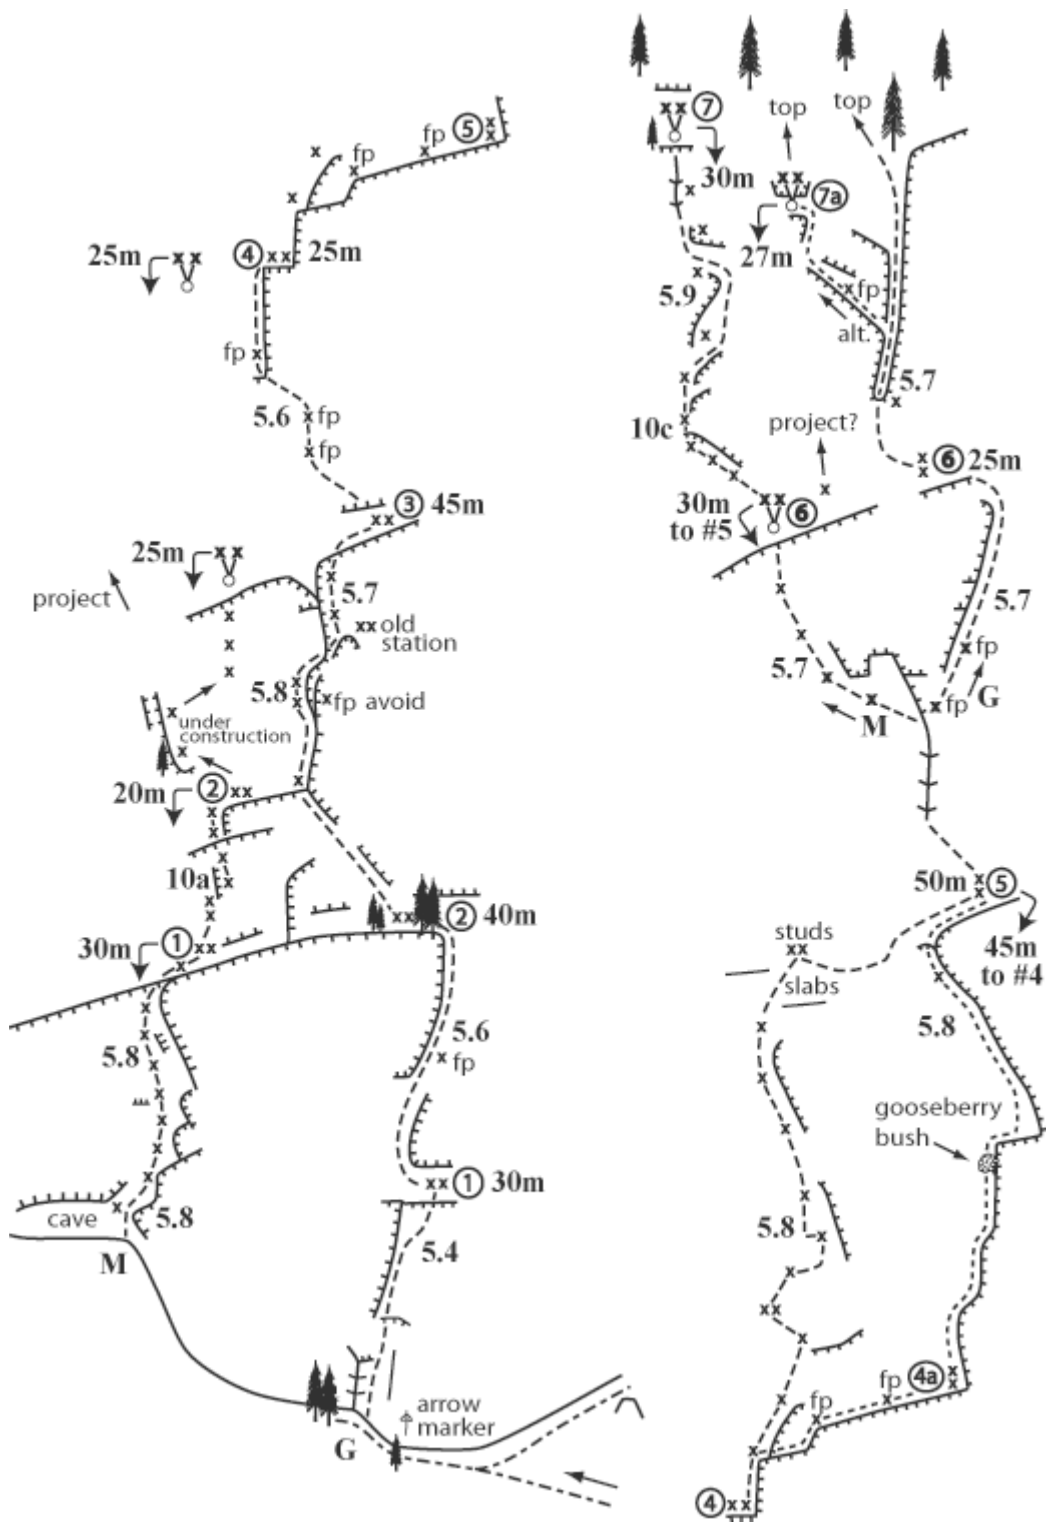 fp
⑤
fp
25m
④
25m
fp
5.6
fp
fp
③ 45m
25m
project
5.7
old
station
5.8
fp avoid
under
construction
20m
②
10a
② 40m
30m
①
5.8
5.6
fp
cave
5.8
① 30m
M
5.4
arrow
marker
G
top
top
⑦
30m
7a
27m
fp
5.9
alt.
5.7
10c
project?
⑥ 25m
30m
to #5
⑥
5.7
5.7
fp
M
fp
G
50m
⑤
studs
45m
to #4
slabs
5.8
gooseberry
bush
5.8
fp
fp
4a
④